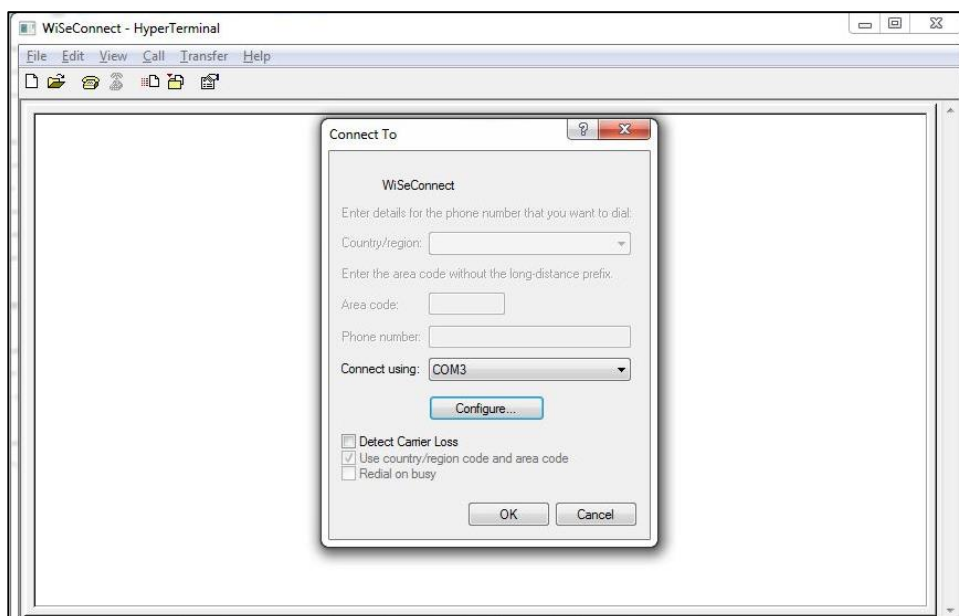 WiSeConnect - HyperTerminal
File Edit View Call Transfer Help
Connect To
WiSeConnect
Enter details for the phone number that you want to dial:
Country/region:
Enter the area code without the long-distance prefix.
Area code:
Phone number:
Connect using: COM3
Configure...
Detect Carrier Loss
Use country/region code and area code
Redial on busy
OK Cancel